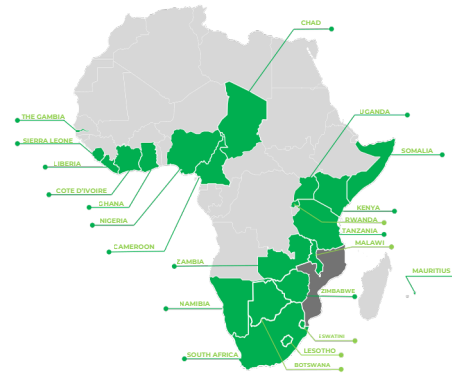 CHAD
UGANDA
THE GAMBIA
SIERRA LEONE
SOMALIA
LIBERIA
COTE D'IVOIRE
GHANA
KENYA
NIGERIA
RWANDA
TANZANIA
CAMEROON
MALAWI
ZAMBIA
MAURITIUS
ZIMBABWE
NAMIBIA
ESWATINI
LESOTHO
SOUTH AFRICA
BOTSWANA